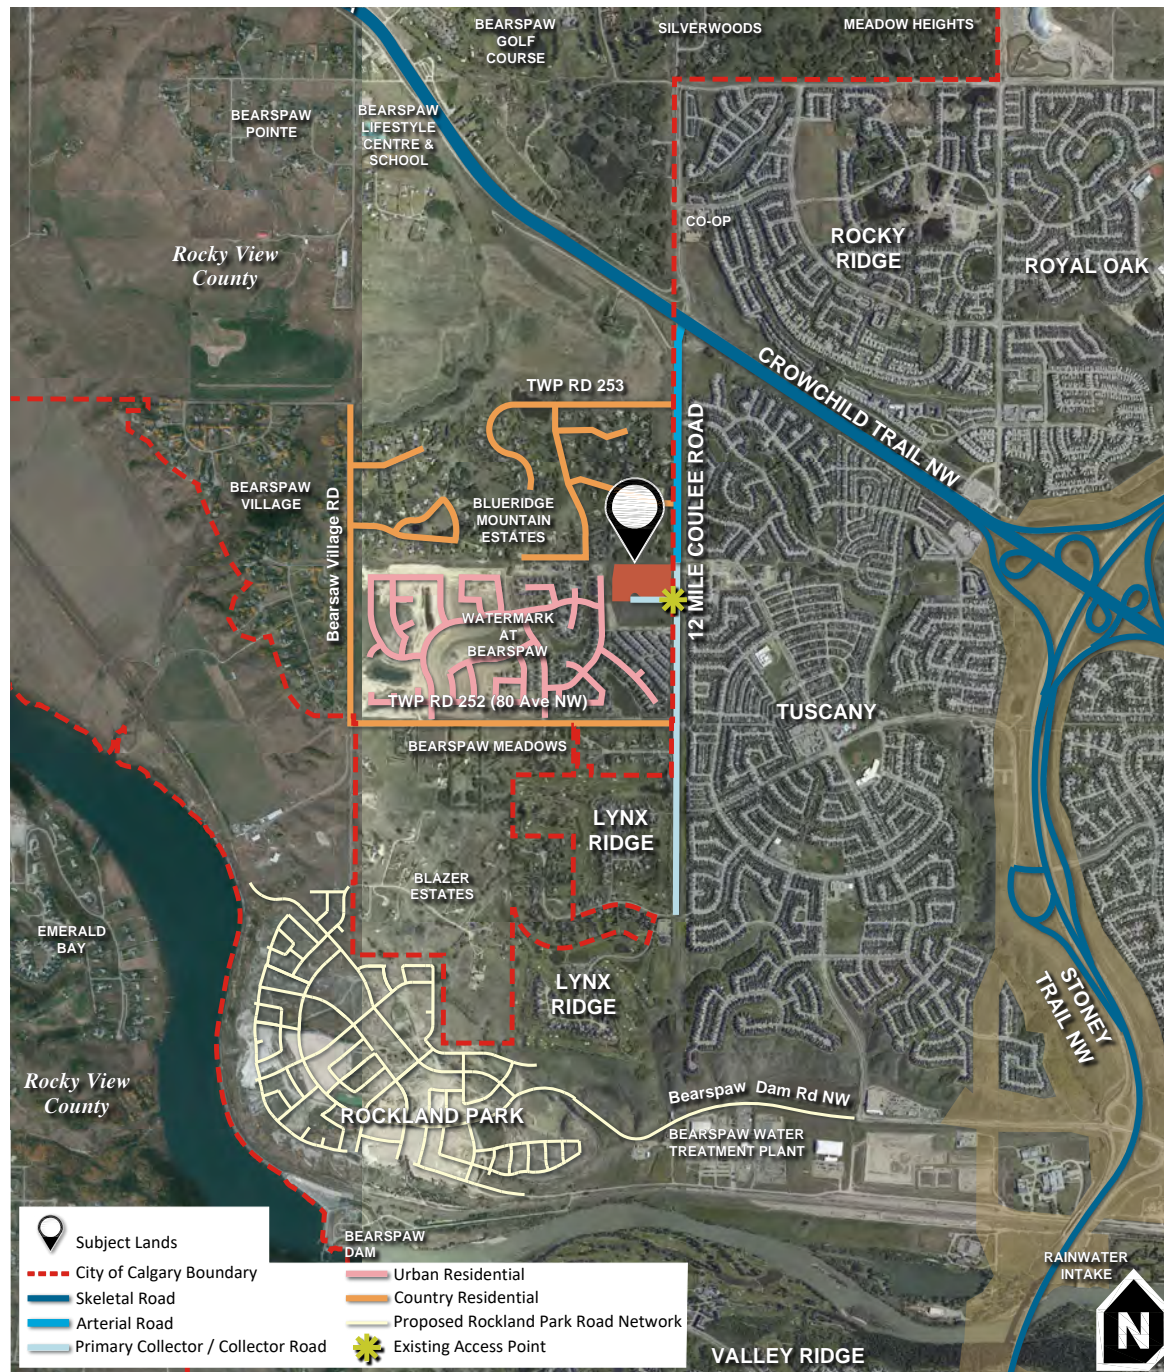 BEARSPAW
GOLF
COURSE
SILVERWOODS
MEADOW HEIGHTS
BEARSPAW
POINTE
BEARSPAW
LIFESTYLE
CENTRE &
SCHOOL
CO-OP
ROCKY
RIDGE
ROYAL OAK
Rocky View
County
CROWCHILD TRAIL NW
TWP RD 253
12 MILE COULEE ROAD
BEARSPAW
VILLAGE
Bearsaw Village RD
BLUERIDGE
MOUNTAIN
ESTATES
WATERMARK
AT
BEARSPAW
TWP RD 252 (80 Ave NW)
TUSCANY
BEARSPAW MEADOWS
LYNX
RIDGE
BLAZER
ESTATES
EMERALD
BAY
LYNX
RIDGE
STONEY
TRAIL NW
Rocky View
County
ROCKLAND PARK
Bearspaw Dam Rd NW
BEARSPAW WATER
TREATMENT PLANT
BEARSPAW
DAM
RAINWATER
INTAKE
VALLEY RIDGE
N
Subject Lands
City of Calgary Boundary
Skeletal Road
Arterial Road
Primary Collector / Collector Road
Urban Residential
Country Residential
Proposed Rockland Park Road Network
Existing Access Point